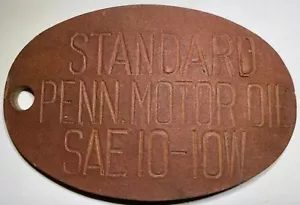 STANDARD
PENN. MOTOR OIL
SAE 10-10W